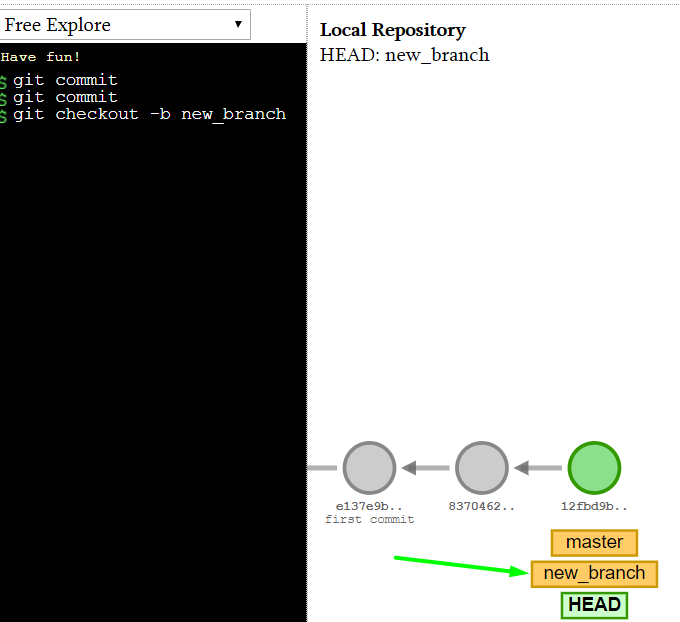 Free Explore
Have fun!
$ git commit
$ git commit
$ git checkout -b new_branch
Local Repository
HEAD: new_branch
e137e9b.. 8370462.. 12fbd9b..
first commit
master
new_branch
HEAD